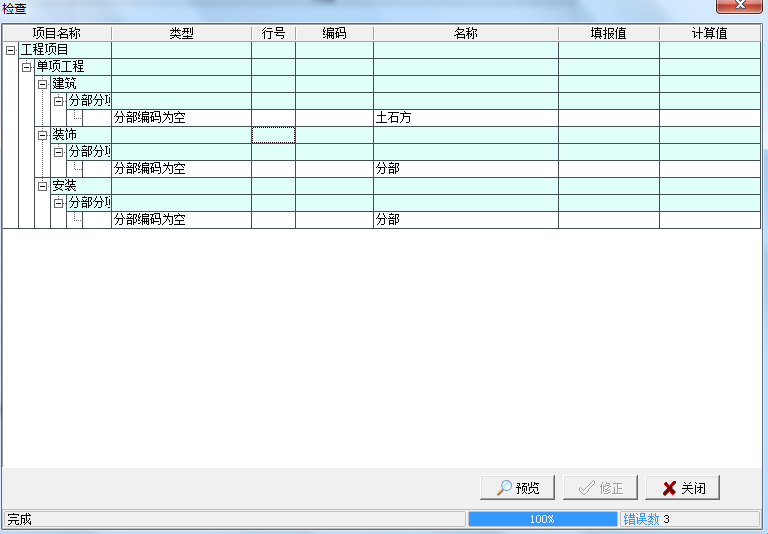 检查
项目名称 类型 行号 编码 名称 填报值 计算值
工程项目
单项工程
建筑
分部分项
分部编码为空 土石方
装饰
分部分项
分部编码为空 分部
安装
分部分项
分部编码为空 分部
预览 修正 关闭
完成 100% 错误数 3